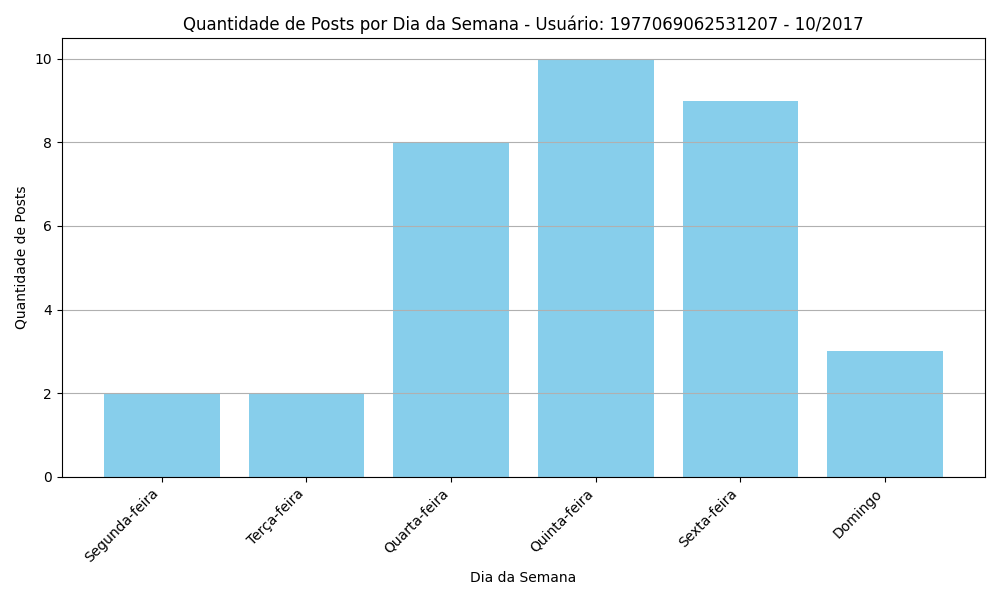 Quantidade de Posts por Dia da Semana - Usuário: 1977069062531207 - 10/2017
Quantidade de Posts
10
8
6
4
2
0
Segunda-feira
Terça-feira
Quarta-feira
Quinta-feira
Sexta-feira
Domingo
Dia da Semana